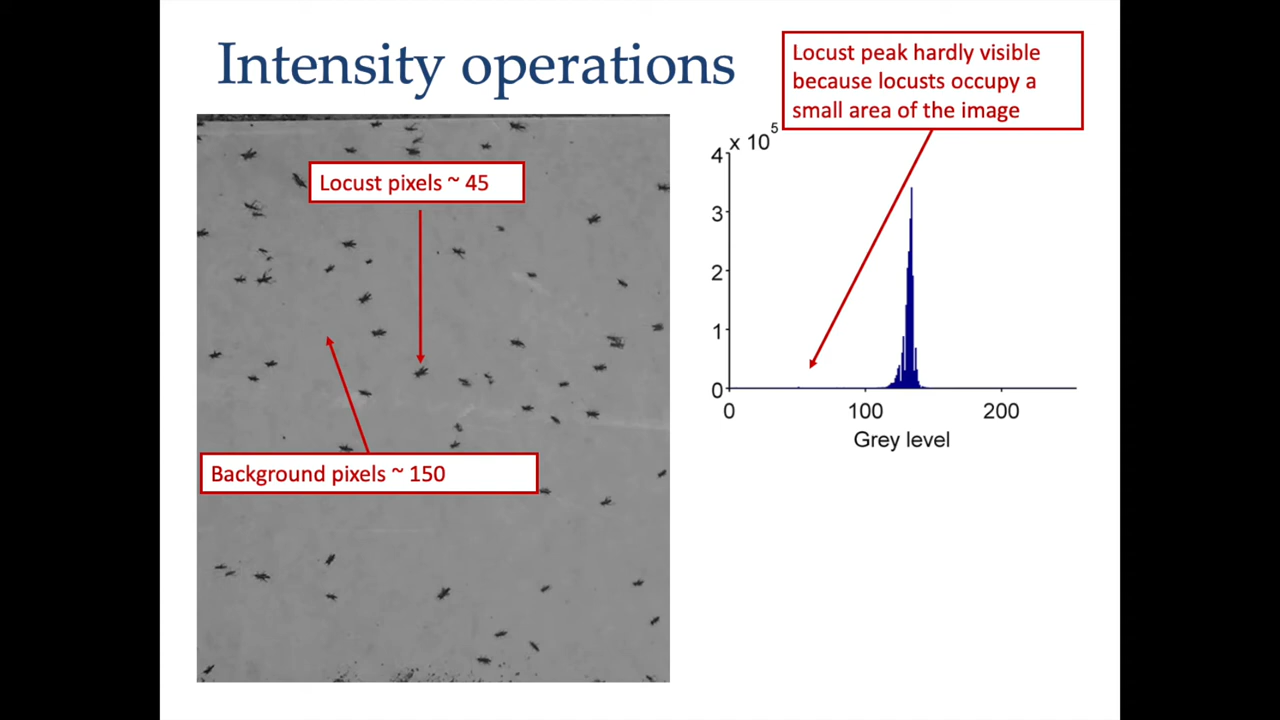 Intensity operations
Locust peak hardly visible
because locusts occupy a
small area of the image
Locust pixels ~ 45
Background pixels ~ 150
x 10^5
4
3
2
1
0
0 100 200
Grey level